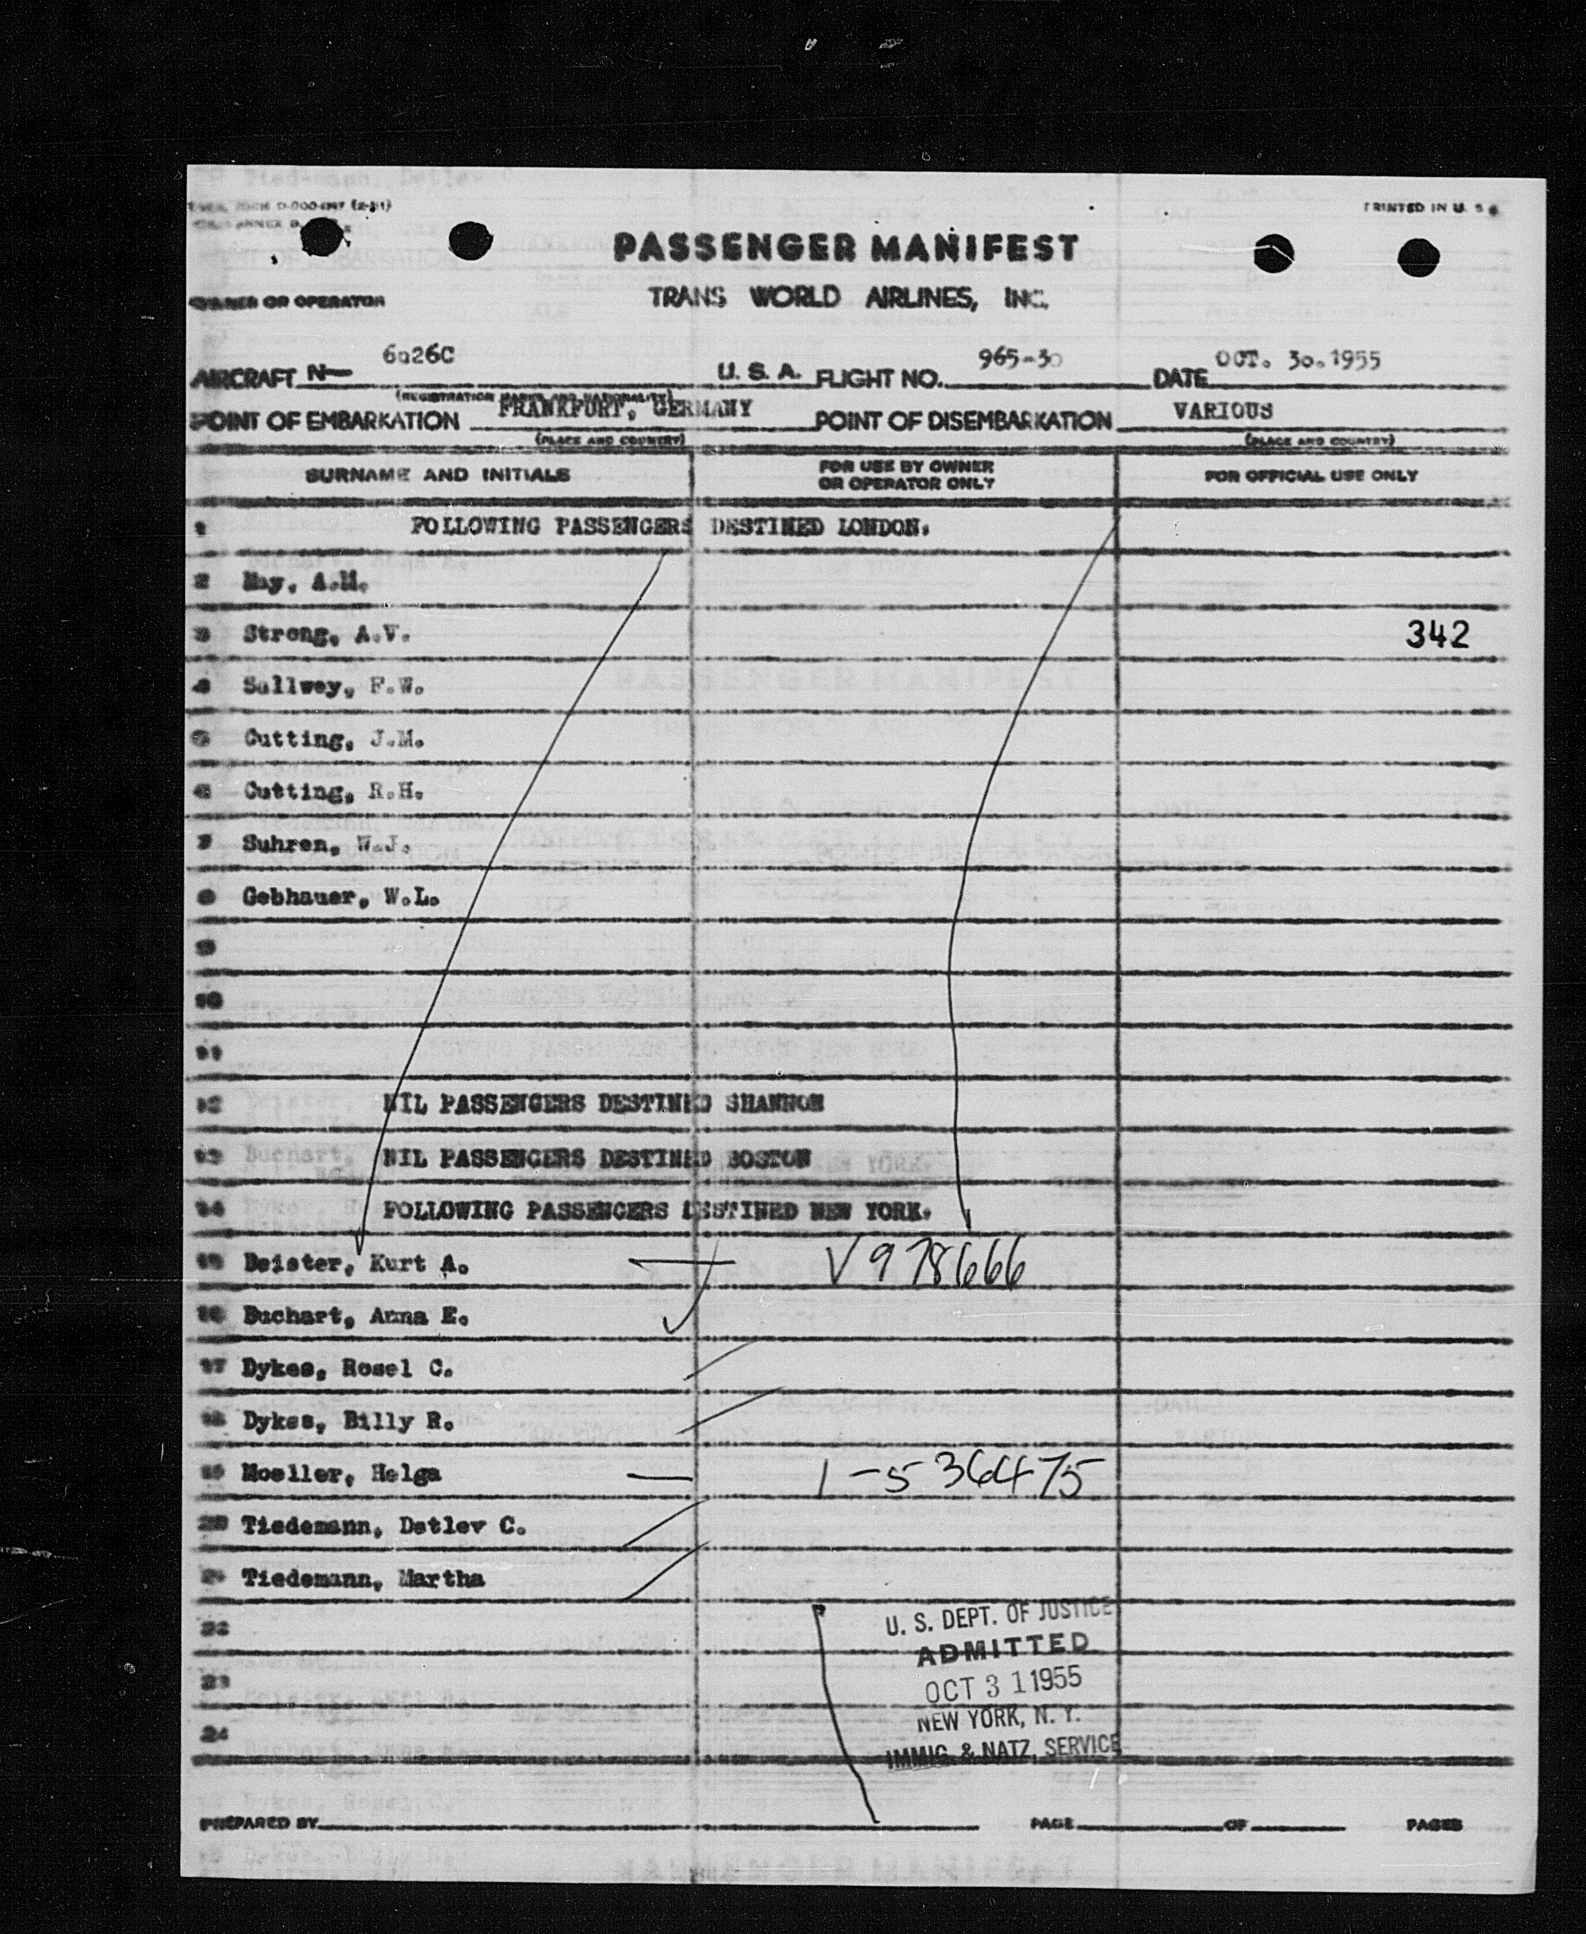 PRINTED IN U. S. A.
PASSENGER MANIFEST
OWNER OR OPERATOR
TRANS WORLD AIRLINES, INC.
AIRCRAFT N— 6026C U. S. A. FLIGHT NO. 965-30 DATE OCT. 30.1955
(REGISTRATION MARKS AND NATIONALITY)
POINT OF EMBARKATION FRANKFURT, GERMANY POINT OF DISEMBARKATION VARIOUS
(PLACE AND COUNTRY) (PLACE AND COUNTRY)
SURNAME AND INITIALS FOR USE BY OWNER OR OPERATOR ONLY FOR OFFICIAL USE ONLY
1 FOLLOWING PASSENGERS DESTINED LONDON.
2 May, A.M.
3 Strong, A.V. 342
4 Sallwey, F.W.
5 Cutting, J.M.
6 Cutting, R.H.
7 Suhren, W.J.
8 Gebhauer, W.L.
9
10
11
12 NIL PASSENGERS DESTINED SHANNON
13 NIL PASSENGERS DESTINED BOSTON
14 FOLLOWING PASSENGERS DESTINED NEW YORK.
15 Deister, Kurt A. V978666
16 Buchart, Anna E.
17 Dykes, Rosel C.
18 Dykes, Billy R.
19 Moeller, Helga 1-536475
20 Tiedemann, Detlev C.
21 Tiedemann, Martha
22
23
24
U. S. DEPT. OF JUSTICE
ADMITTED
OCT 31 1955
NEW YORK, N. Y.
IMMIG. & NATZ. SERVICE
PREPARED BY PAGE OF PAGES